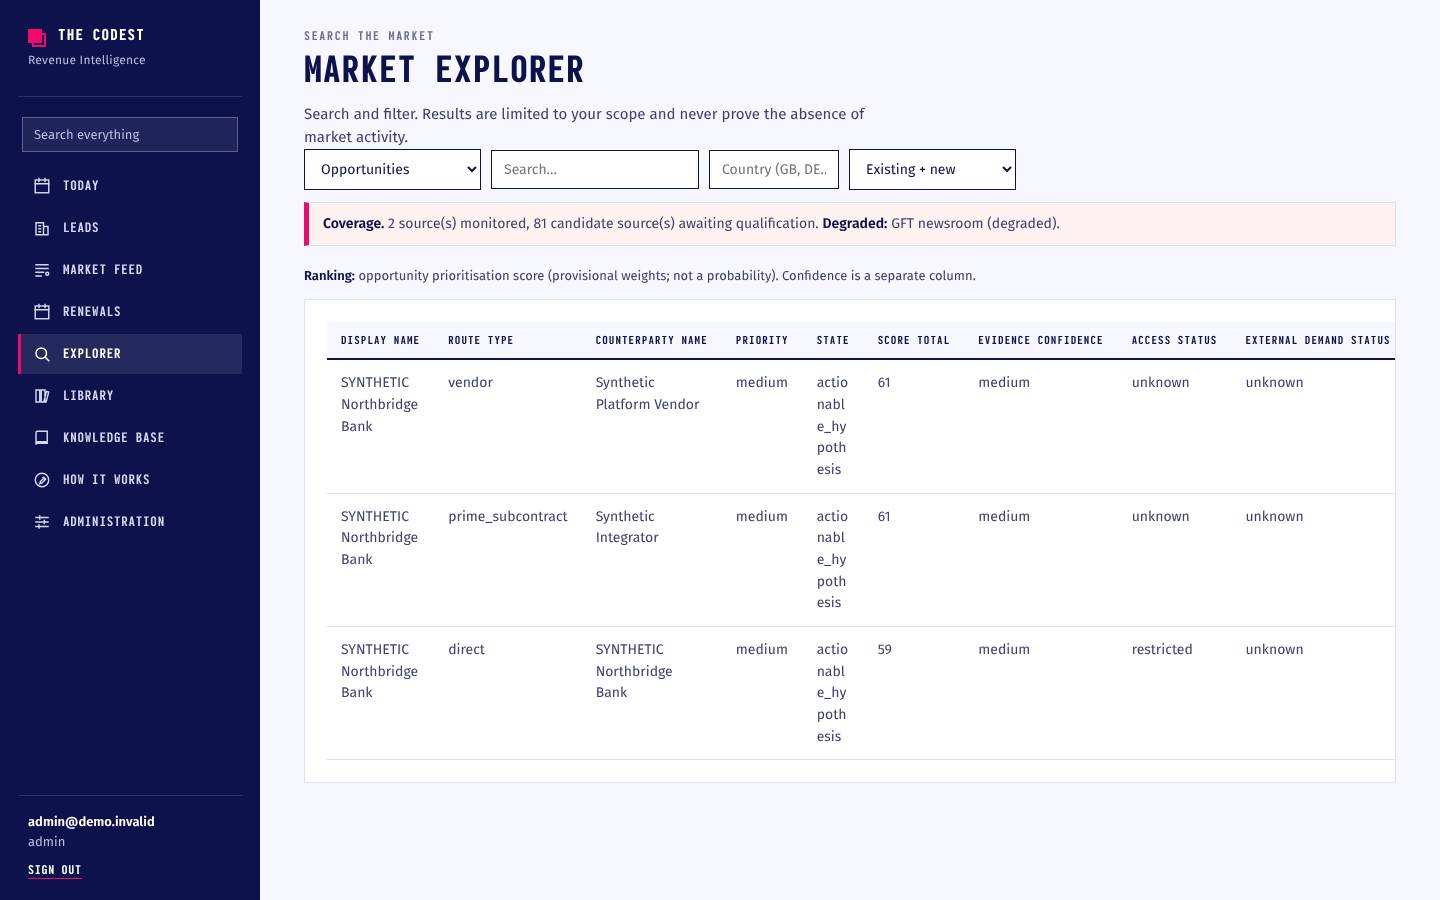 THE CODEST
Revenue Intelligence
Search everything
TODAY
LEADS
MARKET FEED
RENEWALS
EXPLORER
LIBRARY
KNOWLEDGE BASE
HOW IT WORKS
ADMINISTRATION
admin@demo.invalid
admin
SIGN OUT
SEARCH THE MARKET
MARKET EXPLORER
Search and filter. Results are limited to your scope and never prove the absence of
market activity.
Opportunities Search... Country (GB, DE.. Existing + new
Coverage. 2 source(s) monitored, 81 candidate source(s) awaiting qualification. Degraded: GFT newsroom (degraded).
Ranking: opportunity prioritisation score (provisional weights; not a probability). Confidence is a separate column.
DISPLAY NAME ROUTE TYPE COUNTERPARTY NAME PRIORITY STATE SCORE TOTAL EVIDENCE CONFIDENCE ACCESS STATUS EXTERNAL DEMAND STATUS
SYNTHETIC vendor Synthetic medium actio 61 medium unknown unknown
Northbridge Platform Vendor nabl
Bank e_hy
poth
esis
SYNTHETIC prime_subcontract Synthetic medium actio 61 medium unknown unknown
Northbridge Integrator nabl
Bank e_hy
poth
esis
SYNTHETIC direct SYNTHETIC medium actio 59 medium restricted unknown
Northbridge Northbridge nabl
Bank Bank e_hy
poth
esis